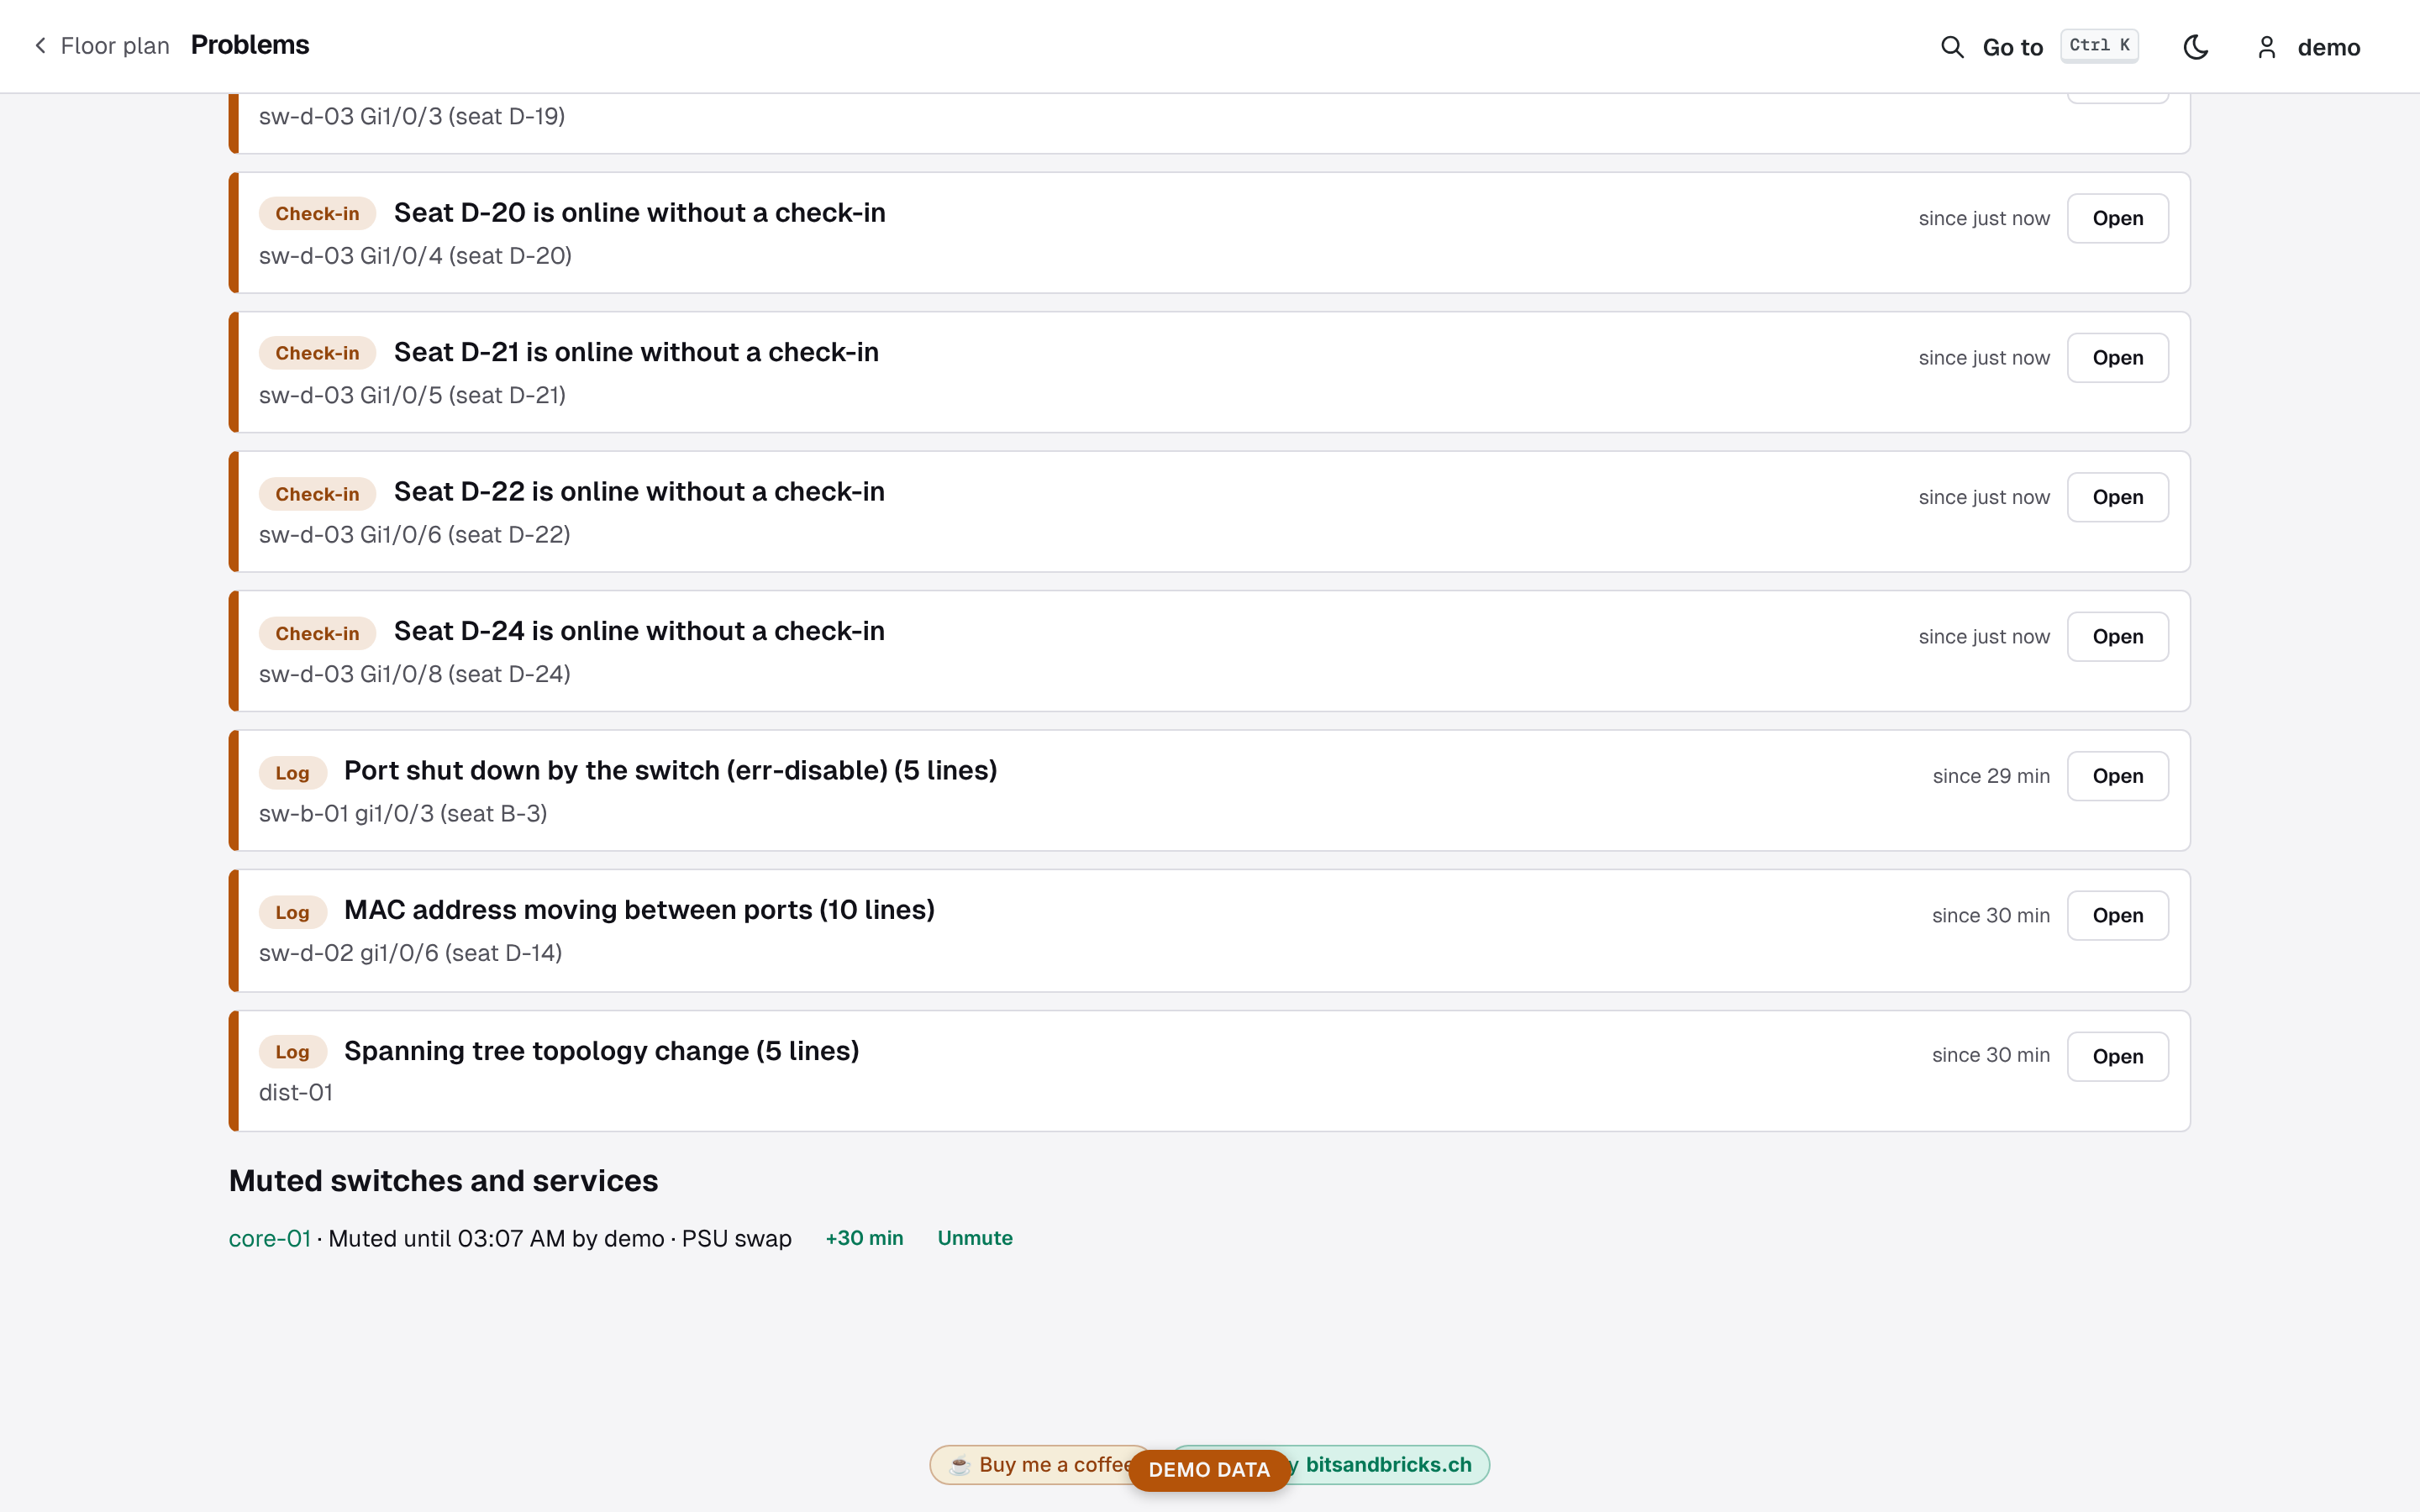 Floor plan Problems Go to Ctrl K demo
sw-d-03 Gi1/0/3 (seat D-19)
Check-in Seat D-20 is online without a check-in since just now Open
sw-d-03 Gi1/0/4 (seat D-20)
Check-in Seat D-21 is online without a check-in since just now Open
sw-d-03 Gi1/0/5 (seat D-21)
Check-in Seat D-22 is online without a check-in since just now Open
sw-d-03 Gi1/0/6 (seat D-22)
Check-in Seat D-24 is online without a check-in since just now Open
sw-d-03 Gi1/0/8 (seat D-24)
Log Port shut down by the switch (err-disable) (5 lines) since 29 min Open
sw-b-01 gi1/0/3 (seat B-3)
Log MAC address moving between ports (10 lines) since 30 min Open
sw-d-02 gi1/0/6 (seat D-14)
Log Spanning tree topology change (5 lines) since 30 min Open
dist-01
Muted switches and services
core-01 · Muted until 03:07 AM by demo · PSU swap +30 min Unmute
Buy me a coffee DEMO DATA bitsandbricks.ch